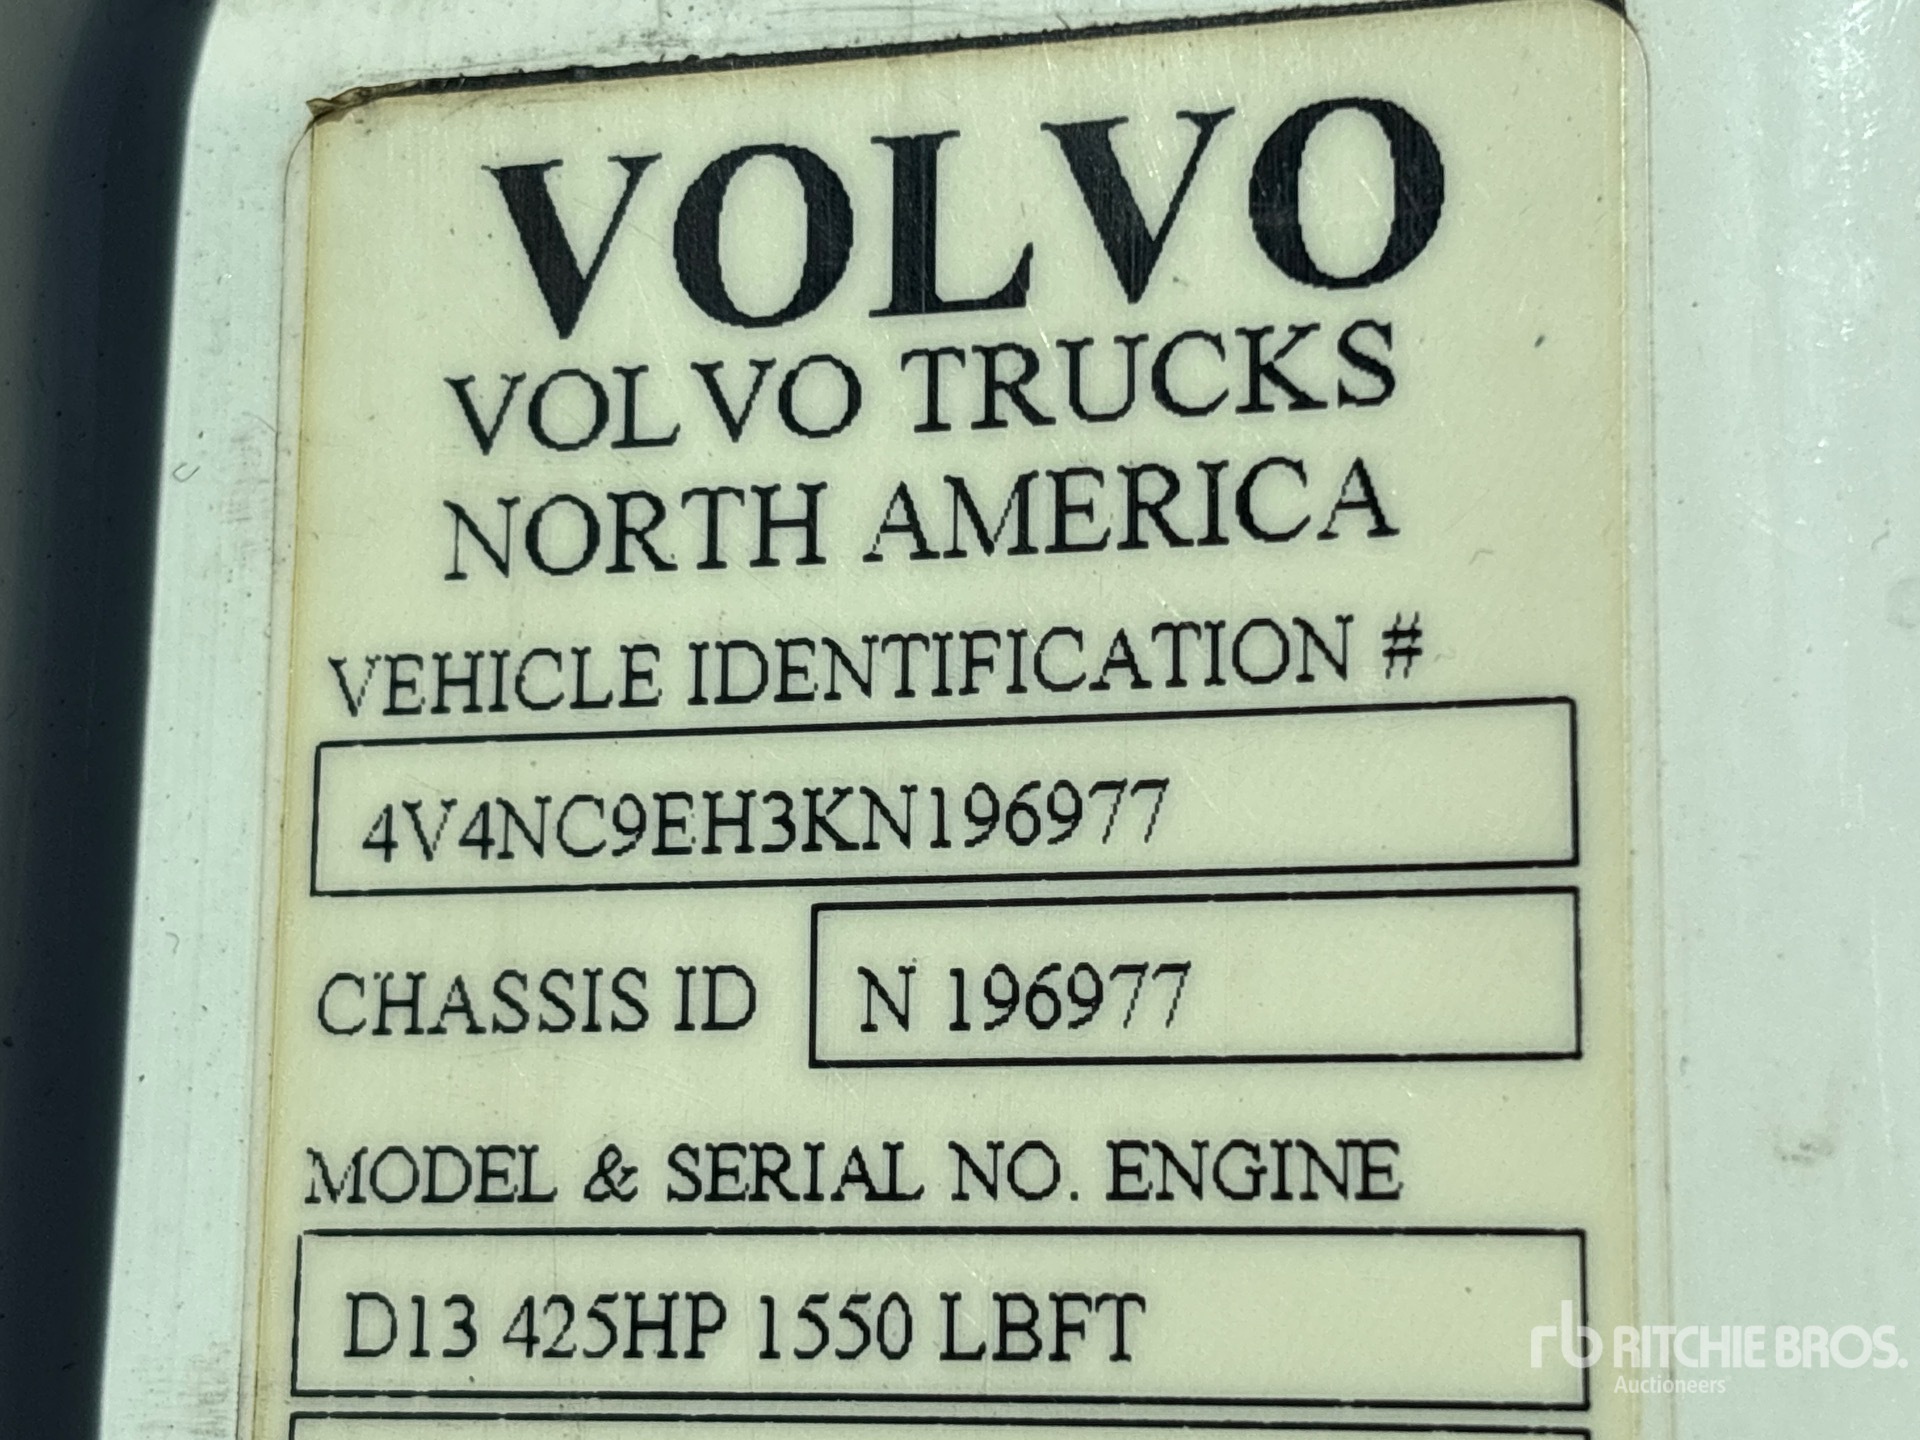 VOLVO
VOLVO TRUCKS
NORTH AMERICA
VEHICLE IDENTIFICATION #
4V4NC9EH3KN196977
CHASSIS ID N 196977
MODEL & SERIAL NO. ENGINE
D13 425HP 1550 LBFT
rb RITCHIE BROS.
Auctioneers